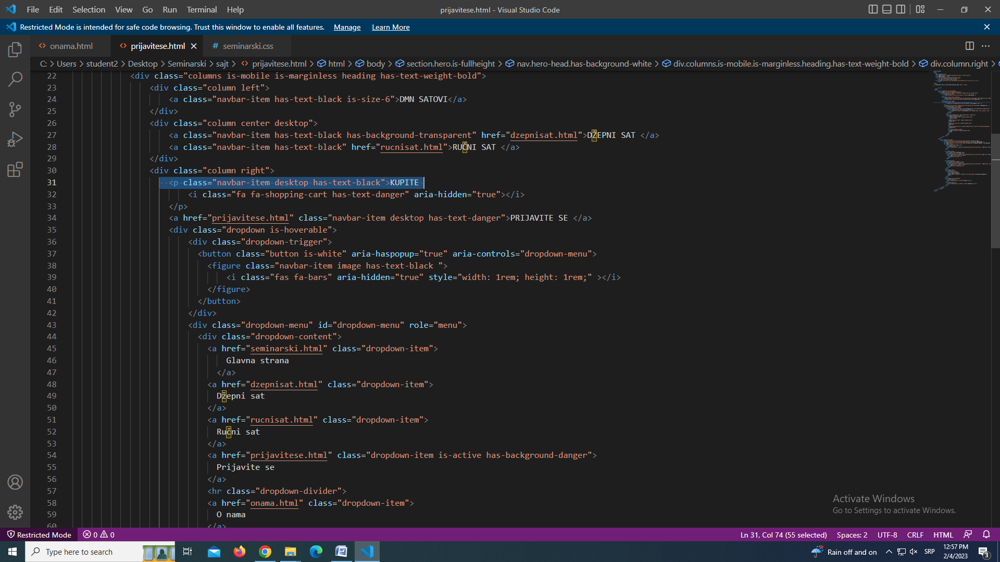 File Edit Selection View Go Run Terminal Help
prijavitese.html - Visual Studio Code
Restricted Mode is intended for safe code browsing. Trust this window to enable all features. Manage Learn More
onama.html prijavitese.html seminarski.css
C: > Users > student2 > Desktop > Seminarski > sajt > prijavitese.html > html > body > section.hero.is-fullheight > nav.hero-head.has-background-white > div.columns.is-mobile.is-marginless.heading.has-text-weight-bold > div.column.right >
22 <div class="columns is-mobile is-marginless heading has-text-weight-bold">
23 <div class="column left">
24 <a class="navbar-item has-text-black is-size-6">DMN SATOVI</a>
25 </div>
26 <div class="column center desktop">
27 <a class="navbar-item has-text-black has-background-transparent" href="dzepnisat.html">DŽEPNI SAT </a>
28 <a class="navbar-item has-text-black" href="rucnisat.html">RUČNI SAT </a>
29 </div>
30 <div class="column right">
31 <p class="navbar-item desktop has-text-black">KUPITE
32 <i class="fa fa-shopping-cart has-text-danger" aria-hidden="true"></i>
33 </p>
34 <a href="prijavitese.html" class="navbar-item desktop has-text-danger">PRIJAVITE SE </a>
35 <div class="dropdown is-hoverable">
36 <div class="dropdown-trigger">
37 <button class="button is-white" aria-haspopup="true" aria-controls="dropdown-menu">
38 <figure class="navbar-item image has-text-black ">
39 <i class="fas fa-bars" aria-hidden="true" style="width: 1rem; height: 1rem;" ></i>
40 </figure>
41 </button>
42 </div>
43 <div class="dropdown-menu" id="dropdown-menu" role="menu">
44 <div class="dropdown-content">
45 <a href="seminarski.html" class="dropdown-item">
46 Glavna strana
47 </a>
48 <a href="dzepnisat.html" class="dropdown-item">
49 Džepni sat
50 </a>
51 <a href="rucnisat.html" class="dropdown-item">
52 Ručni sat
53 </a>
54 <a href="prijavitese.html" class="dropdown-item is-active has-background-danger">
55 Prijavite se
56 </a>
57 <hr class="dropdown-divider">
58 <a href="onama.html" class="dropdown-item">
59 O nama
60 </a>
Activate Windows
Go to Settings to activate Windows.
Restricted Mode 0 0 Ln 31, Col 74 (55 selected) Spaces: 2 UTF-8 CRLF HTML
Type here to search
Rain off and on SRP 12:57 PM
2/4/2023 3